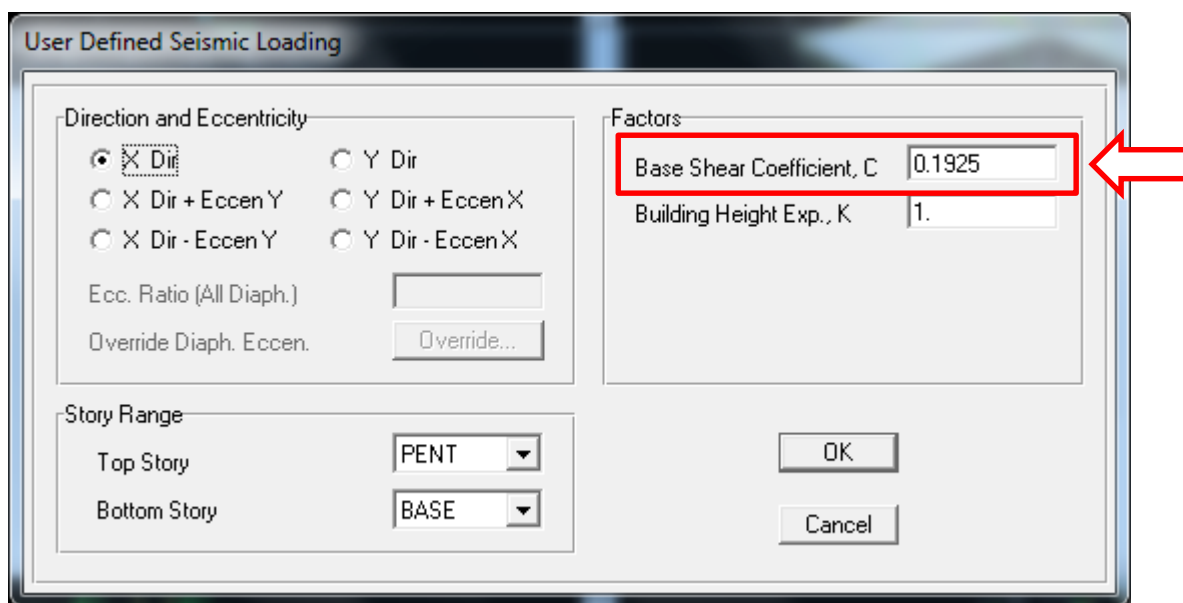 User Defined Seismic Loading
Direction and Eccentricity
X Dir
Y Dir
X Dir + Eccen Y
Y Dir + Eccen X
X Dir - Eccen Y
Y Dir - Eccen X
Ecc. Ratio (All Diaph.)
Override Diaph. Eccen.
Override...
Factors
Base Shear Coefficient, C
0.1925
Building Height Exp., K
1.
Story Range
Top Story
PENT
Bottom Story
BASE
OK
Cancel